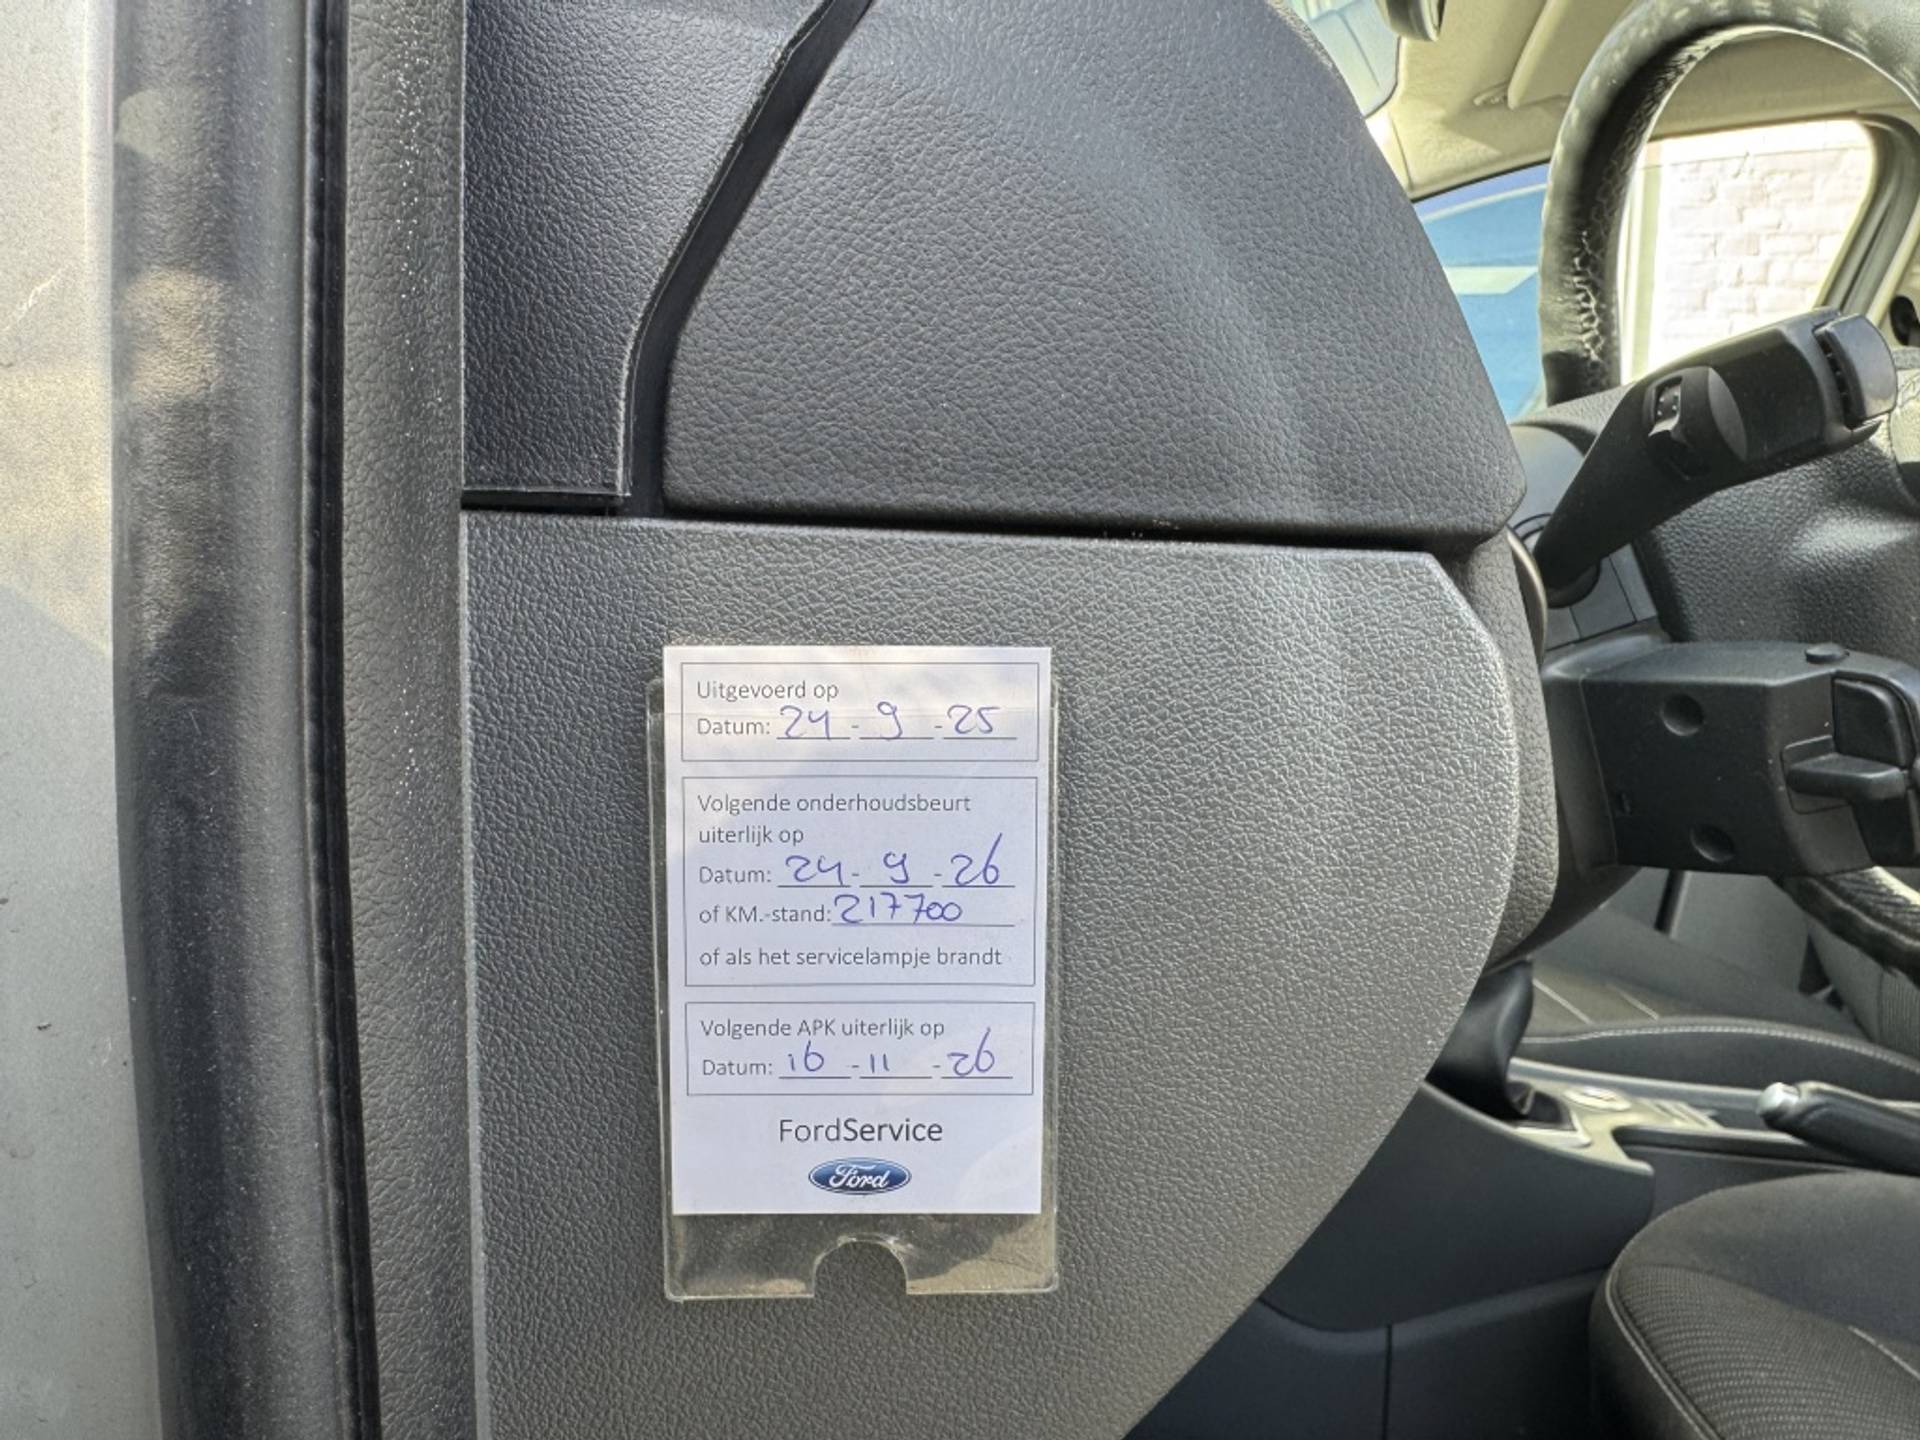 Uitgevoerd op
Datum: 24 - 9 - 25
Volgende onderhoudsbeurt
uiterlijk op
Datum: 24 - 9 - 26
of KM.-stand: 217700
of als het servicelampje brandt
Volgende APK uiterlijk op
Datum: 16 - 11 - 26
FordService
Ford